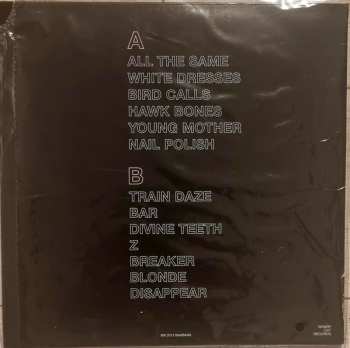 A
ALL THE SAME
WHITE DRESSES
BIRD CALLS
HAWK BONES
YOUNG MOTHER
NAIL POLISH
B
TRAIN DAZE
BAR
DIVINE TEETH
Z
BREAKER
BLONDE
DISAPPEAR